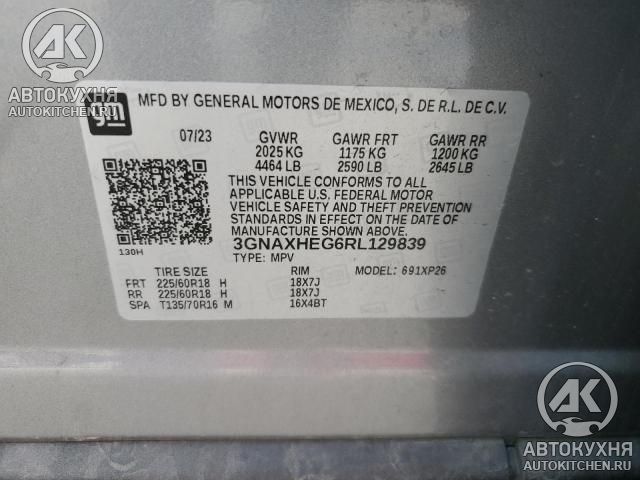 АВТОКУХНЯ
AUTOKITCHEN.RU
gm
MFD BY GENERAL MOTORS DE MEXICO, S. DE R.L. DE C.V.
07/23 GVWR GAWR FRT GAWR RR
2025 KG 1175 KG 1200 KG
4464 LB 2590 LB 2645 LB
THIS VEHICLE CONFORMS TO ALL
APPLICABLE U.S. FEDERAL MOTOR
VEHICLE SAFETY AND THEFT PREVENTION
STANDARDS IN EFFECT ON THE DATE OF
MANUFACTURE SHOWN ABOVE.
130H 3GNAXHEG6RL129839
TYPE: MPV
TIRE SIZE RIM MODEL: 691XP26
FRT 225/60R18 H 18X7J
RR 225/60R18 H 18X7J
SPA T135/70R16 M 16X4BT
АК
АВТОКУХНЯ
AUTOKITCHEN.RU